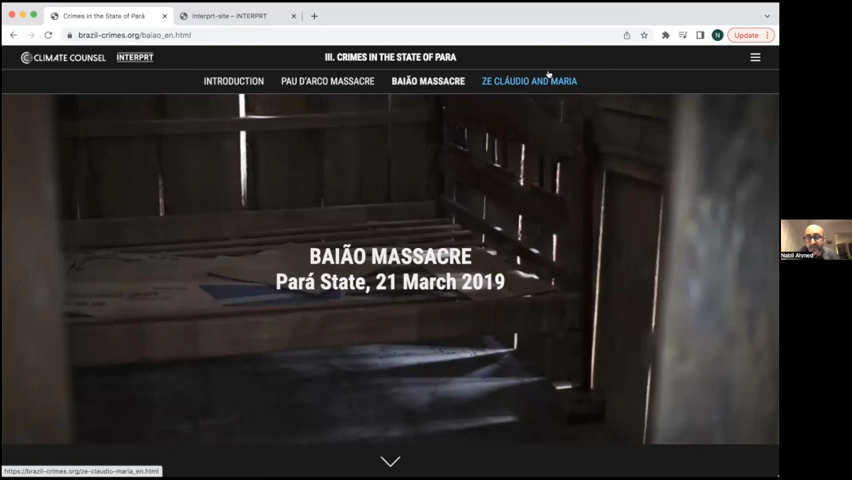 Crimes in the State of Pará
interprt-site – INTERPRT
brazil-crimes.org/baiao_en.html
N
Update
CLIMATE COUNSEL
INTERPRT
III. CRIMES IN THE STATE OF PARA
INTRODUCTION
PAU D'ARCO MASSACRE
BAIÃO MASSACRE
ZE CLÁUDIO AND MARIA
BAIÃO MASSACRE
Pará State, 21 March 2019
Nabil Ahmed
https://brazil-crimes.org/ze-claudio-maria_en.html